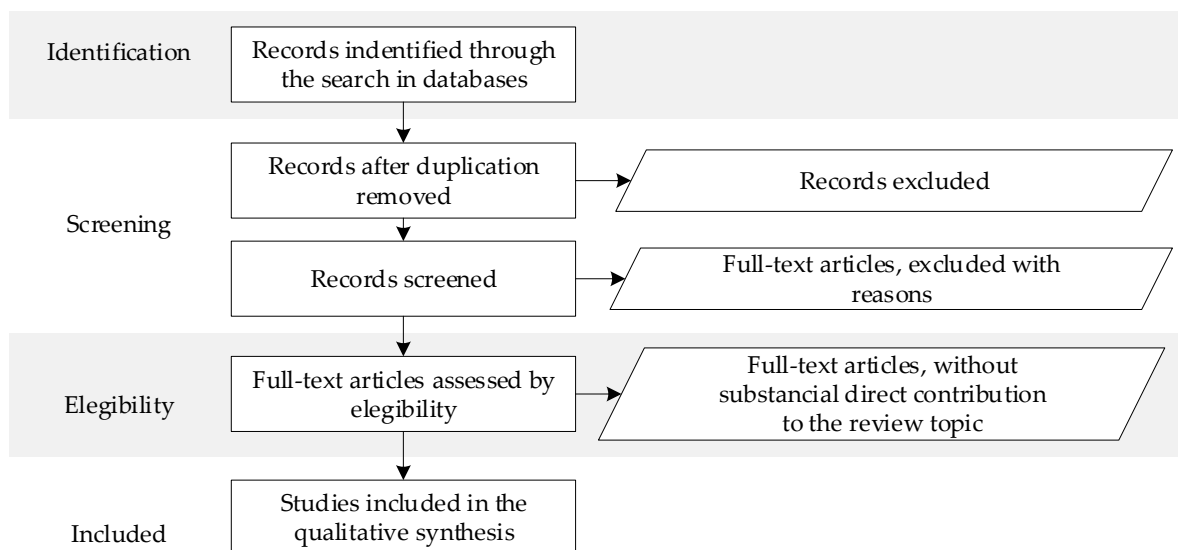 Identification
Records indentified through
the search in databases
Records after duplication
removed
Records excluded
Screening
Records screened
Full-text articles, excluded with
reasons
Elegibility
Full-text articles assessed by
elegibility
Full-text articles, without
substancial direct contribution
to the review topic
Included
Studies included in the
qualitative synthesis